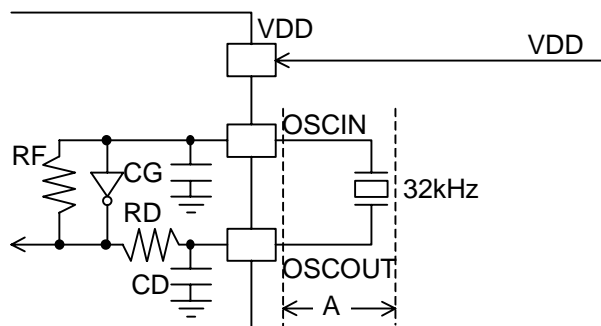 VDD
VDD
OSCIN
RF
CG
32kHz
RD
OSCOUT
CD
A